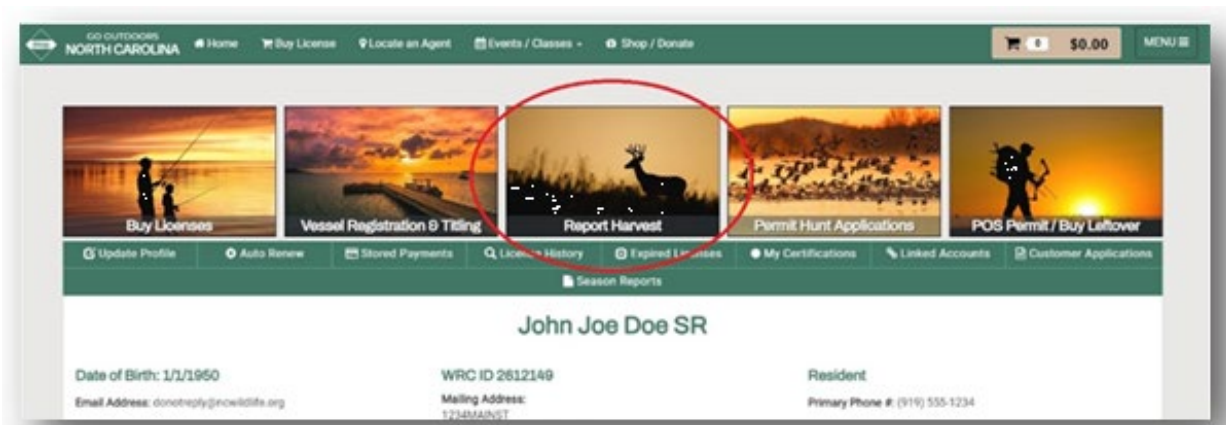 GO OUTDOORS
NORTH CAROLINA
Home
Buy License
Locate an Agent
Events / Classes
Shop / Donate
0
$0.00
MENU
Buy Licenses
Vessel Registration & Titling
Report Harvest
Permit Hunt Applications
POS Permit / Buy Leftover
Update Profile
Auto Renew
Stored Payments
License History
Expired Licenses
My Certifications
Linked Accounts
Customer Applications
Season Reports
John Joe Doe SR
Date of Birth: 1/1/1950
WRC ID 2612149
Resident
Email Address: donotreply@ncwildlife.org
Mailing Address:
Primary Phone #: (919) 555-1234
1234MAINST